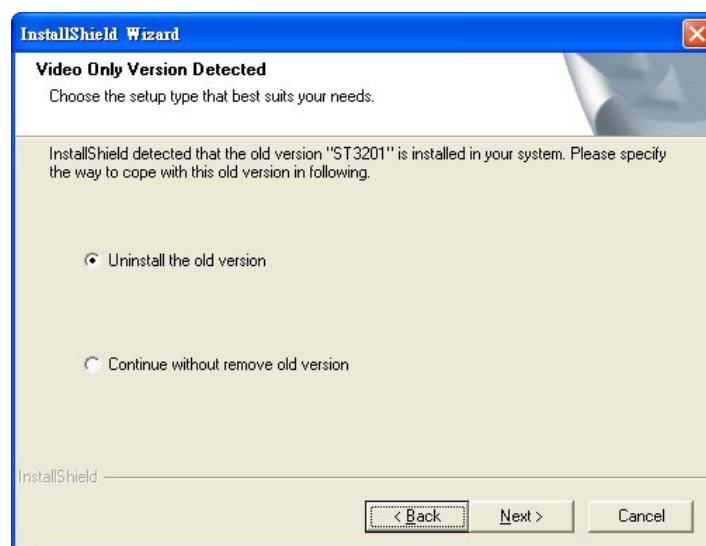 InstallShield Wizard
Video Only Version Detected
Choose the setup type that best suits your needs.
InstallShield detected that the old version "ST3201" is installed in your system. Please specify
the way to cope with this old version in following.
Uninstall the old version
Continue without remove old version
InstallShield
< Back
Next >
Cancel